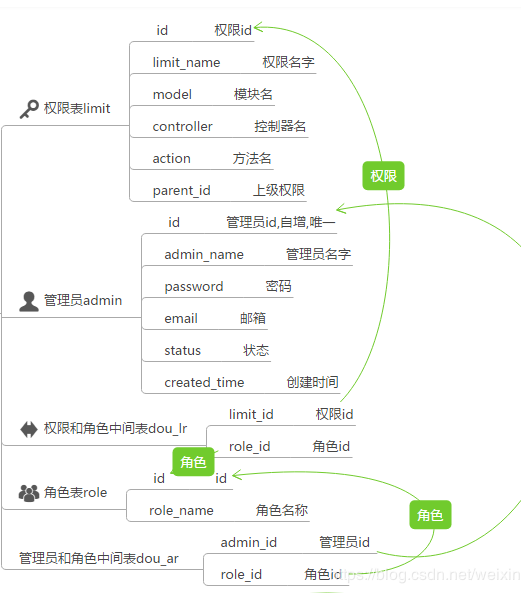 id 权限id
limit_name 权限名字
model 模块名
权限表limit
controller 控制器名
action 方法名
权限
parent_id 上级权限
id 管理员id,自增,唯一
admin_name 管理员名字
password 密码
管理员admin
email 邮箱
status 状态
created_time 创建时间
limit_id 权限id
权限和角色中间表dou_lr
role_id 角色id
角色
id id
角色表role
role_name 角色名称
角色
admin_id 管理员id
管理员和角色中间表dou_ar
role_id 角色id
https://blog.csdn.net/weixin